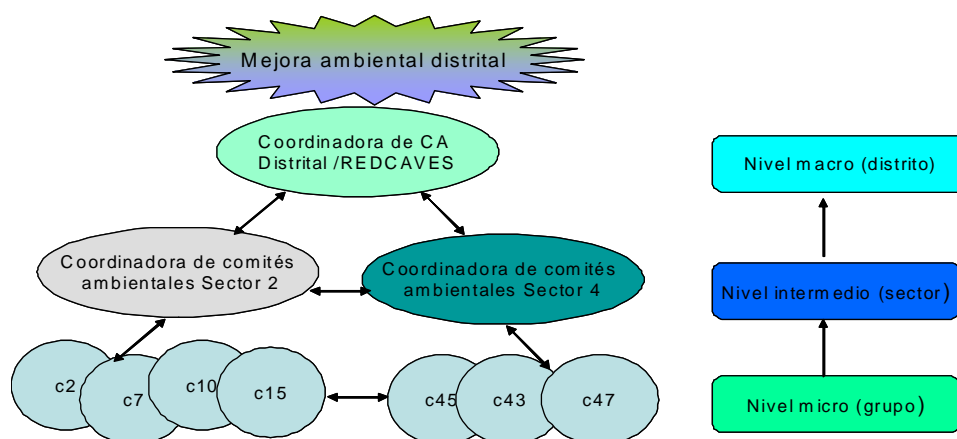 Mejora ambiental distrital
Coordinadora de CA
Distrital /REDCAVES
Nivel macro (distrito)
Coordinadora de comités
ambientales Sector 2
Coordinadora de comités
ambientales Sector 4
Nivel intermedio (sector)
c2
c7
c10
c15
c45
c43
c47
Nivel micro (grupo)